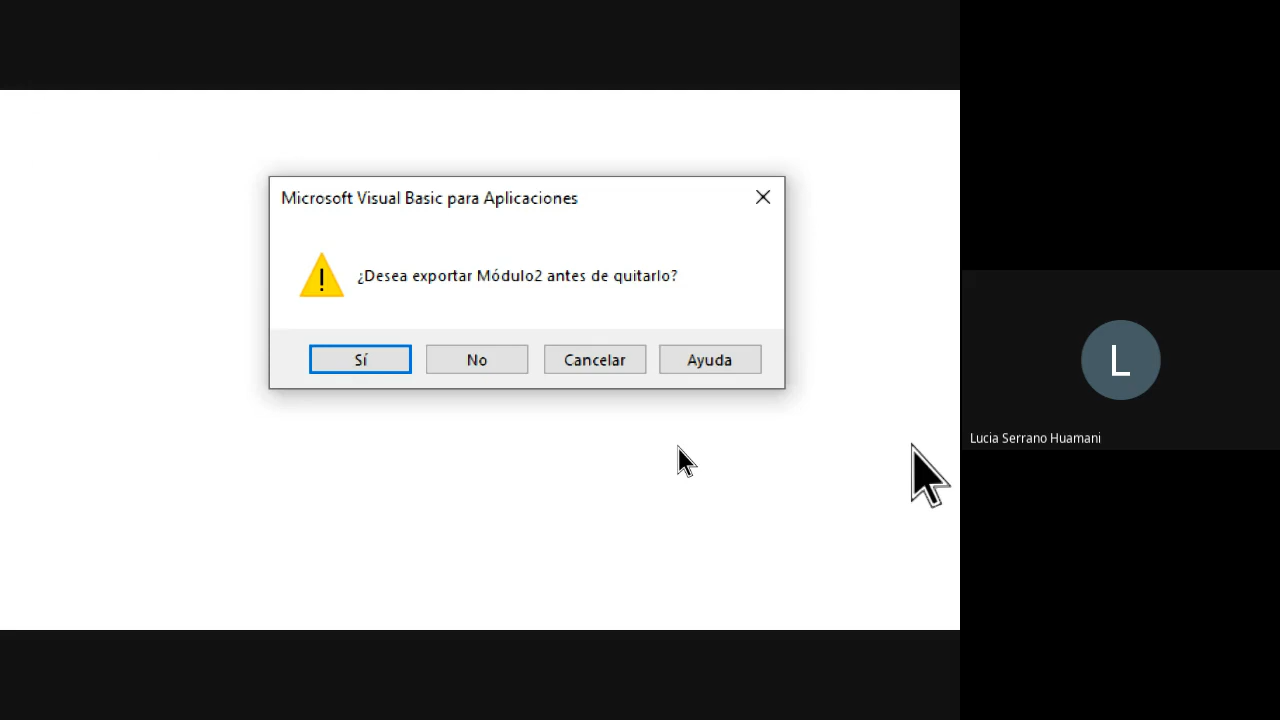 Microsoft Visual Basic para Aplicaciones
¿Desea exportar Módulo2 antes de quitarlo?
Sí
No
Cancelar
Ayuda
L
Lucia Serrano Huamani